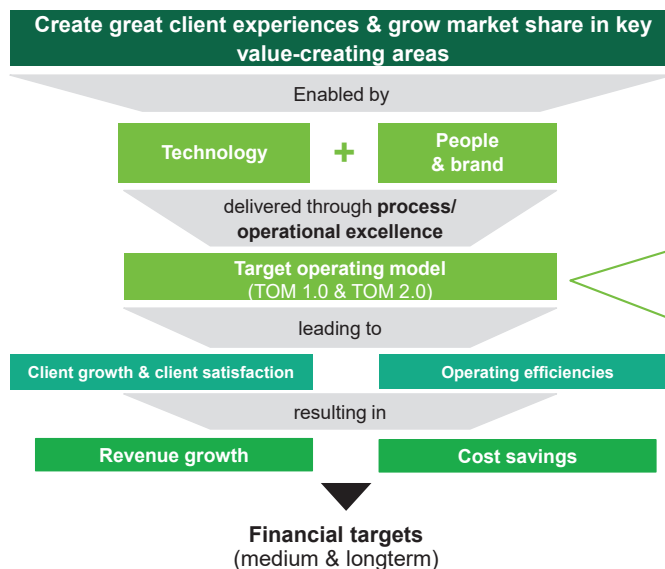 Create great client experiences & grow market share in key
value-creating areas
Enabled by
Technology
+
People
& brand
delivered through process/
operational excellence
Target operating model
(TOM 1.0 & TOM 2.0)
leading to
Client growth & client satisfaction
Operating efficiencies
resulting in
Revenue growth
Cost savings
Financial targets
(medium & longterm)